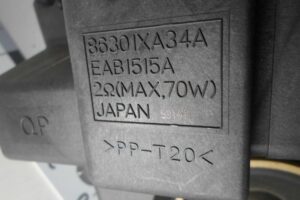 86301XA34A
EAB1515A
2Ω(MAX,70W)
JAPAN
Q.P
>PP-T20<